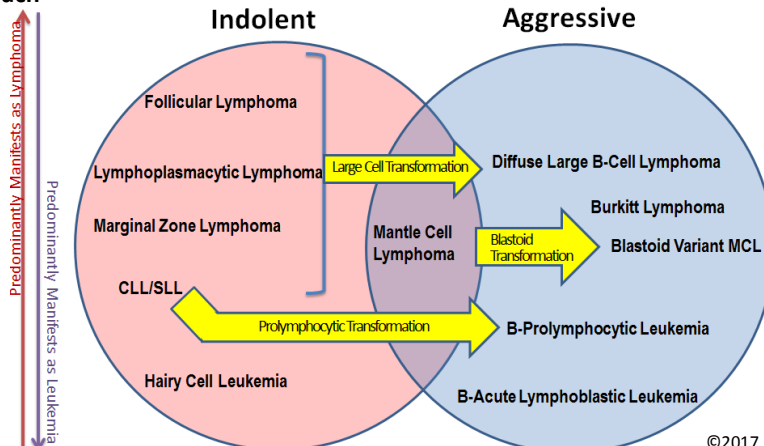 Indolent
Aggressive
Predominantly Manifests as Lymphoma
Predominantly Manifests as Leukemia
Follicular Lymphoma
Lymphoplasmacytic Lymphoma
Marginal Zone Lymphoma
CLL/SLL
Hairy Cell Leukemia
Large Cell Transformation
Mantle Cell
Lymphoma
Blastoid
Transformation
Prolymphocytic Transformation
Diffuse Large B-Cell Lymphoma
Burkitt Lymphoma
Blastoid Variant MCL
B-Prolymphocytic Leukemia
B-Acute Lymphoblastic Leukemia
©2017